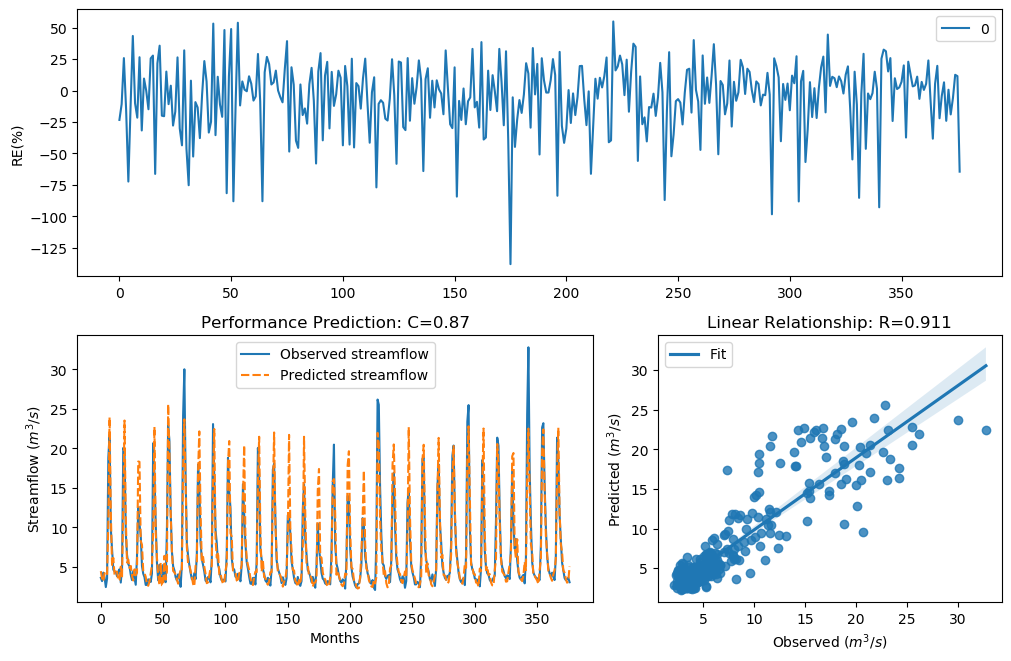 50
25
0
−25
−50
−75
−100
−125
RE(%)
0
0 50 100 150 200 250 300 350
Performance Prediction: C=0.87
Observed streamflow
Predicted streamflow
30
25
20
15
10
5
Streamflow (m³/s)
0 50 100 150 200 250 300 350
Months
Linear Relationship: R=0.911
Fit
30
25
20
15
10
5
Predicted (m³/s)
5 10 15 20 25 30
Observed (m³/s)